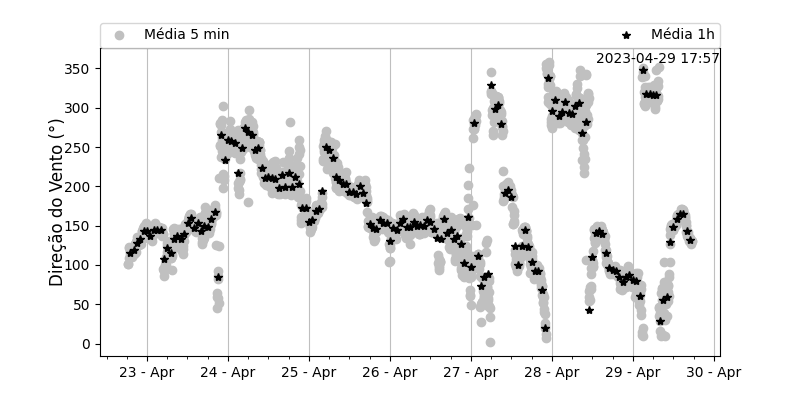 Média 5 min
Média 1h
2023-04-29 17:57
Direção do Vento (°)
350
300
250
200
150
100
50
0
23 - Apr
24 - Apr
25 - Apr
26 - Apr
27 - Apr
28 - Apr
29 - Apr
30 - Apr